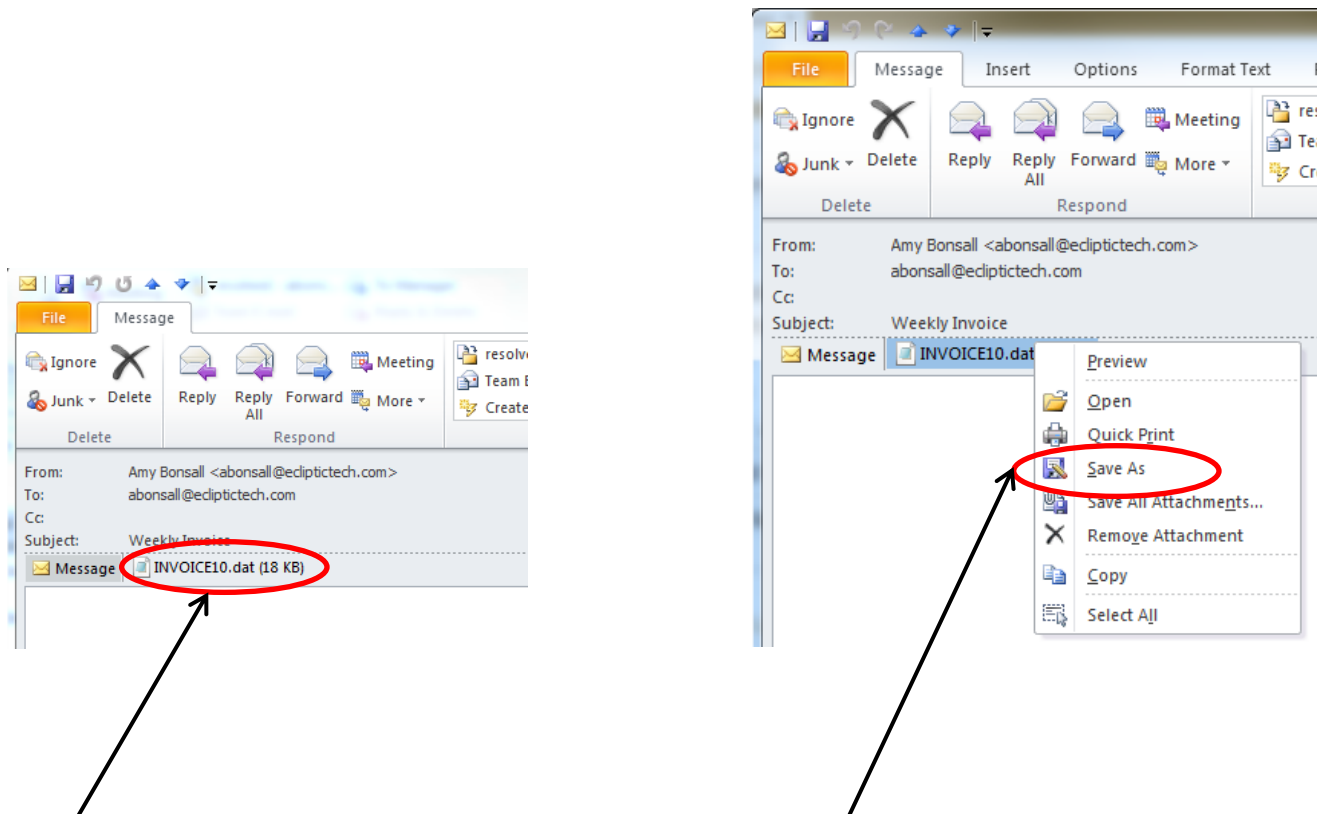 File Message
Ignore
Junk Delete Reply Reply All Forward Meeting
More
Delete Respond
From: Amy Bonsall <abonsall@ecliptictech.com>
To: abonsall@ecliptictech.com
Cc:
Subject: Weekly Invoice
Message INVOICE10.dat (18 KB)
File Message Insert Options Format Text
Ignore
Junk Delete Reply Reply All Forward Meeting
More
Delete Respond
From: Amy Bonsall <abonsall@ecliptictech.com>
To: abonsall@ecliptictech.com
Cc:
Subject: Weekly Invoice
Message INVOICE10.dat
Preview
Open
Quick Print
Save As
Save All Attachments...
Remove Attachment
Copy
Select All